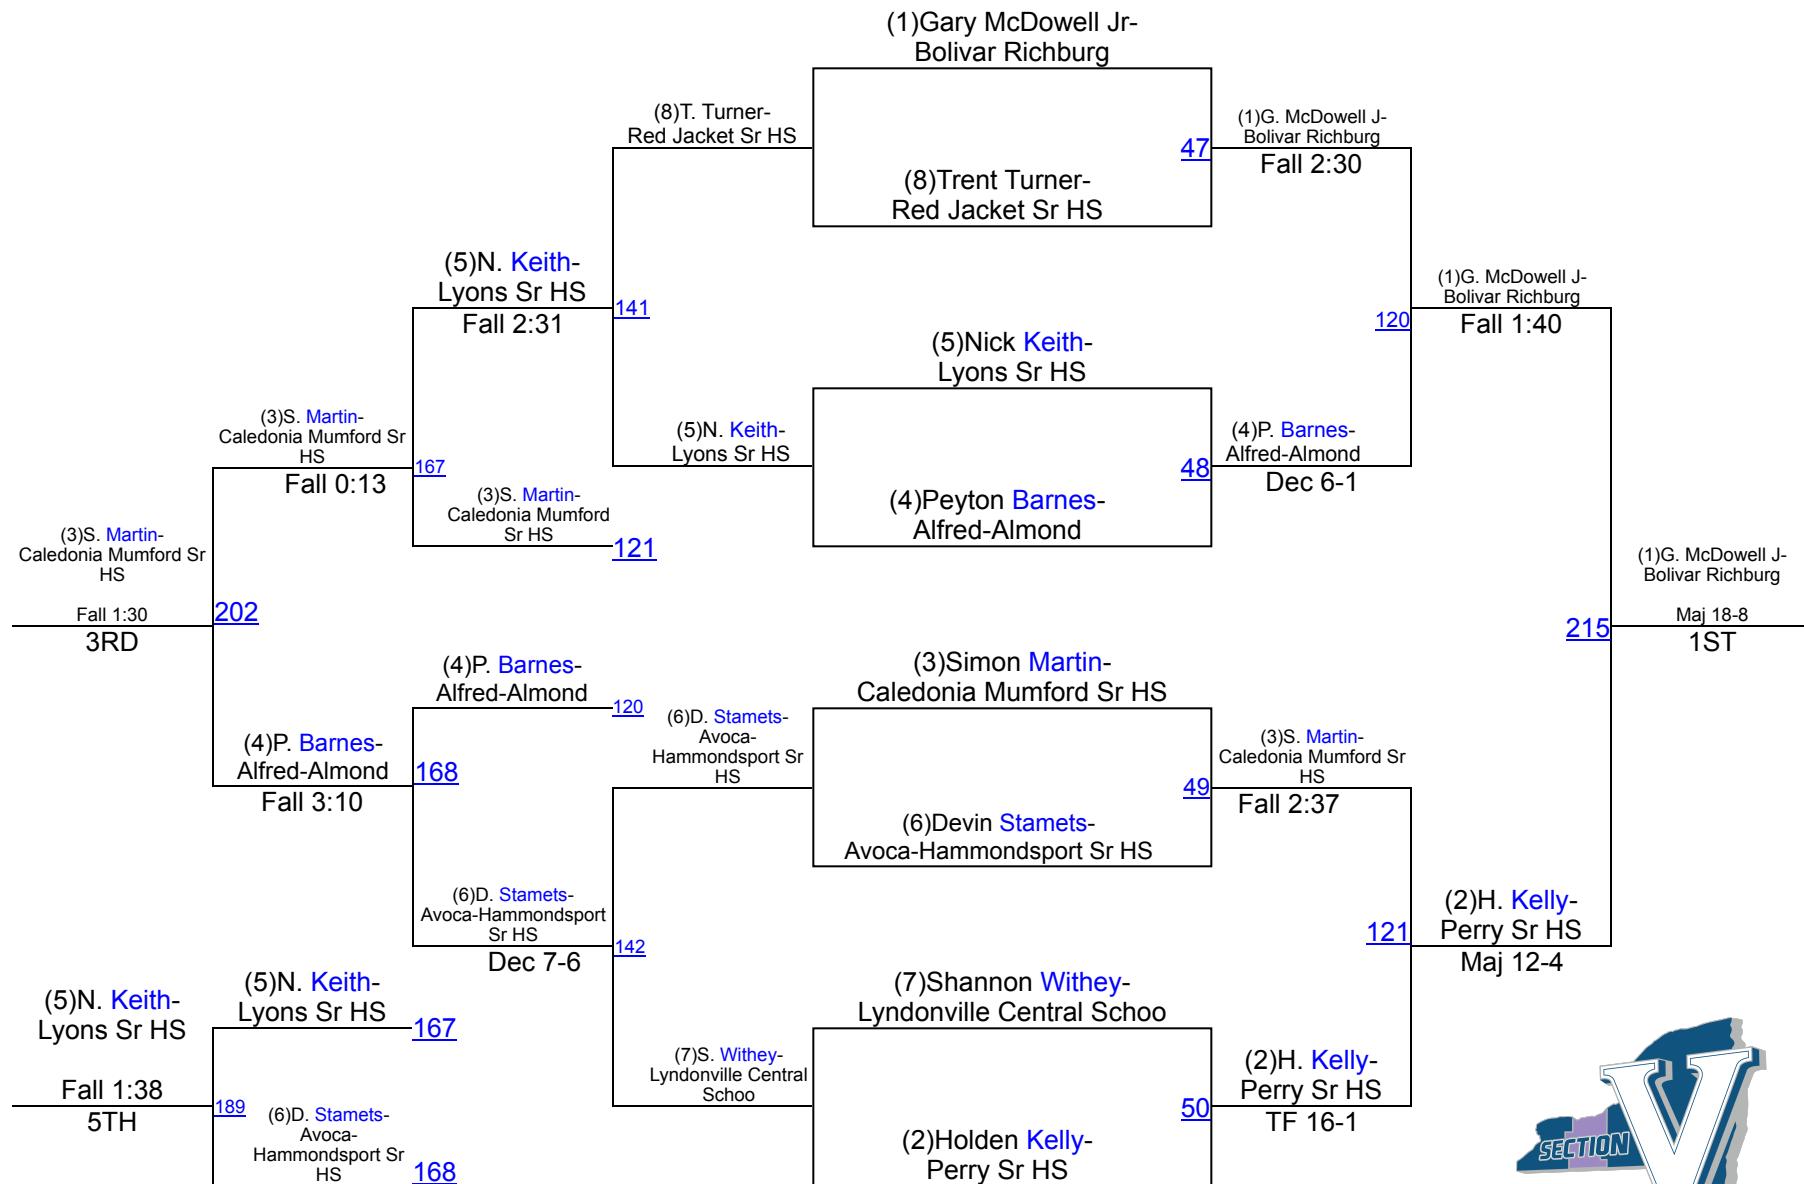 (1)Gary McDowell Jr-
Bolivar Richburg
(8)T. Turner-
Red Jacket Sr HS
47
(1)G. McDowell J-
Bolivar Richburg
Fall 2:30
(8)Trent Turner-
Red Jacket Sr HS
(5)N. Keith-
Lyons Sr HS
Fall 2:31
141
(1)G. McDowell J-
Bolivar Richburg
Fall 1:40
120
(5)Nick Keith-
Lyons Sr HS
(3)S. Martin-
Caledonia Mumford Sr
HS
Fall 0:13
167
(5)N. Keith-
Lyons Sr HS
48
(4)P. Barnes-
Alfred-Almond
Dec 6-1
(3)S. Martin-
Caledonia Mumford
Sr HS
121
(4)Peyton Barnes-
Alfred-Almond
(3)S. Martin-
Caledonia Mumford Sr
HS
Fall 1:30
3RD
202
(1)G. McDowell J-
Bolivar Richburg
Maj 18-8
1ST
215
(4)P. Barnes-
Alfred-Almond
120
(3)Simon Martin-
Caledonia Mumford Sr HS
(6)D. Stamets-
Avoca-
Hammondsport Sr
HS
(4)P. Barnes-
Alfred-Almond
Fall 3:10
168
49
(3)S. Martin-
Caledonia Mumford Sr
HS
Fall 2:37
(6)Devin Stamets-
Avoca-Hammondsport Sr HS
(6)D. Stamets-
Avoca-Hammondsport
Sr HS
Dec 7-6
142
121
(2)H. Kelly-
Perry Sr HS
Maj 12-4
(5)N. Keith-
Lyons Sr HS
Fall 1:38
5TH
(5)N. Keith-
Lyons Sr HS
167
(7)Shannon Withey-
Lyndonville Central Schoo
189
(6)D. Stamets-
Avoca-
Hammondsport Sr
HS
168
(7)S. Withey-
Lyndonville Central
Schoo
50
(2)H. Kelly-
Perry Sr HS
TF 16-1
(2)Holden Kelly-
Perry Sr HS
SECTION V